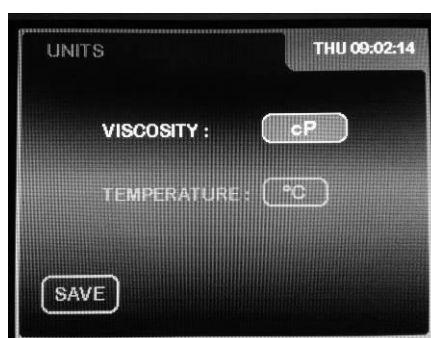 UNITS
THU 09:02:14
VISCOSITY : cP
TEMPERATURE : °C
SAVE